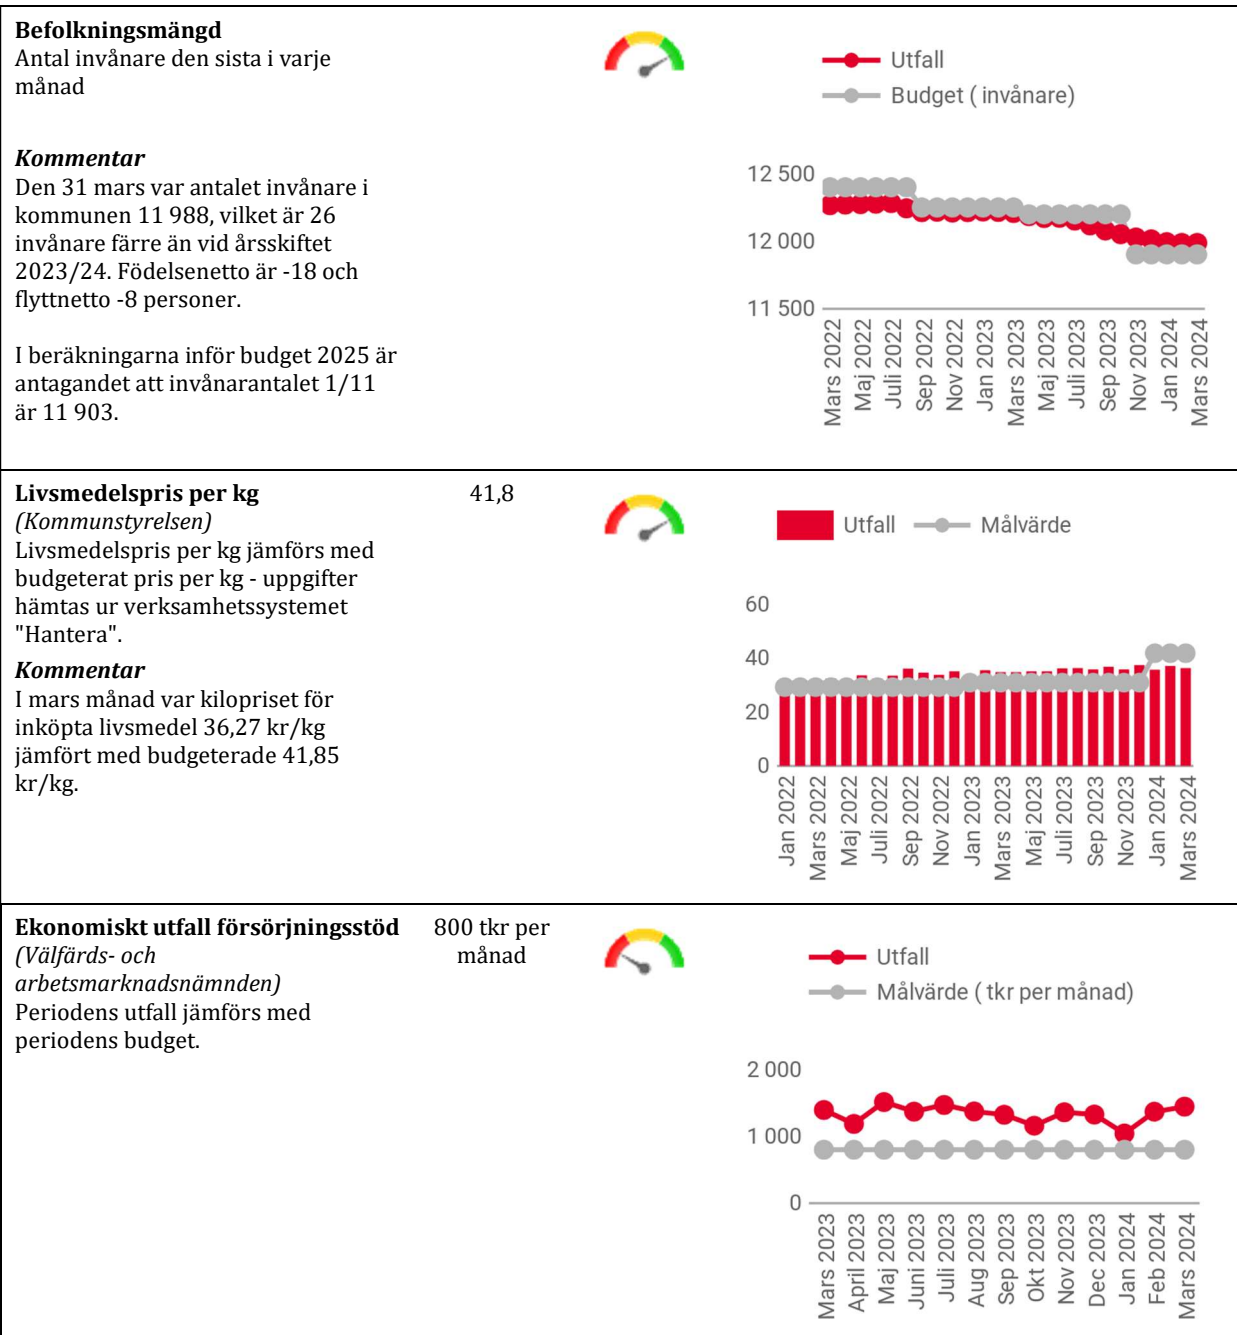 Befolkningsmängd
Antal invånare den sista i varje
månad
Kommentar
Den 31 mars var antalet invånare i
kommunen 11 988, vilket är 26
invånare färre än vid årsskiftet
2023/24. Födelsenetto är -18 och
flyttnetto -8 personer.
I beräkningarna inför budget 2025 är
antagandet att invånarantalet 1/11
är 11 903.
Utfall
Budget ( invånare)
12 500
12 000
11 500
Mars 2022
Maj 2022
Juli 2022
Sep 2022
Nov 2022
Jan 2023
Mars 2023
Maj 2023
Juli 2023
Sep 2023
Nov 2023
Jan 2024
Mars 2024
Livsmedelspris per kg
(Kommunstyrelsen)
Livsmedelspris per kg jämförs med
budgeterat pris per kg - uppgifter
hämtas ur verksamhetssystemet
"Hantera".
Kommentar
I mars månad var kilopriset för
inköpta livsmedel 36,27 kr/kg
jämfört med budgeterade 41,85
kr/kg.
41,8
Utfall
Målvärde
60
40
20
0
Jan 2022
Mars 2022
Maj 2022
Juli 2022
Sep 2022
Nov 2022
Jan 2023
Mars 2023
Maj 2023
Juli 2023
Sep 2023
Nov 2023
Jan 2024
Mars 2024
Ekonomiskt utfall försörjningsstöd
(Välfärds- och
arbetsmarknadsnämnden)
Periodens utfall jämförs med
periodens budget.
800 tkr per
månad
Utfall
Målvärde ( tkr per månad)
2 000
1 000
0
Mars 2023
April 2023
Maj 2023
Juni 2023
Juli 2023
Aug 2023
Sep 2023
Okt 2023
Nov 2023
Dec 2023
Jan 2024
Feb 2024
Mars 2024